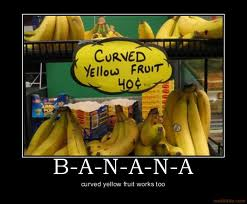 CURVED
YELLOW FRUIT
40¢
B-A-N-A-N-A
curved yellow fruit works too